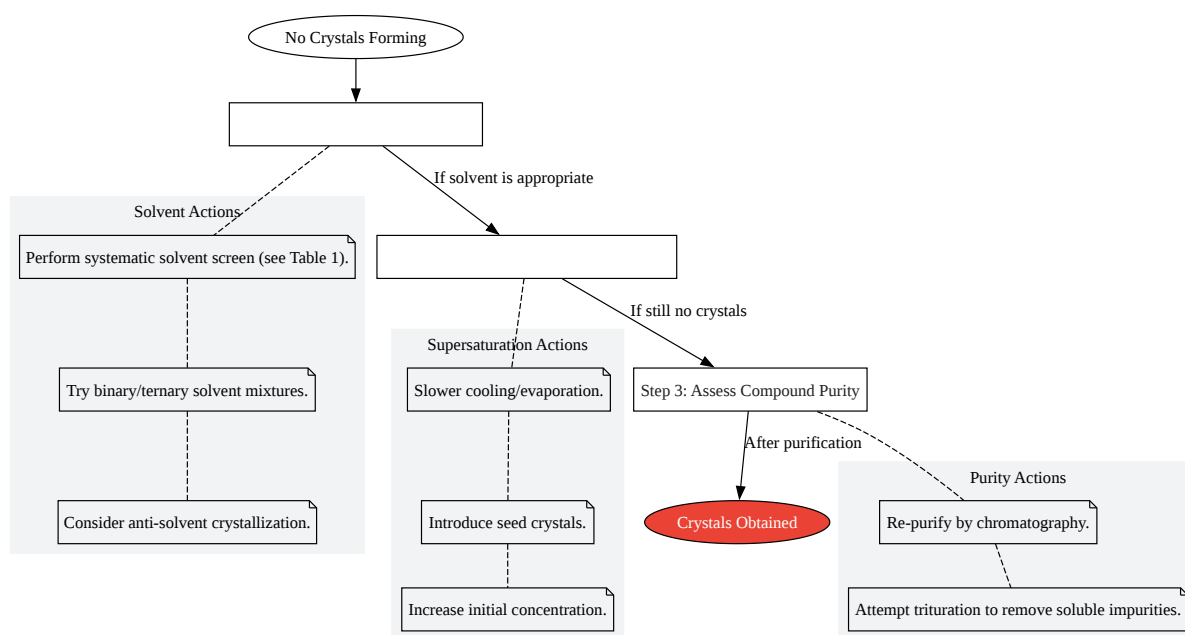 No Crystals Forming
If solvent is appropriate
Solvent Actions
Perform systematic solvent screen (see Table 1).
If still no crystals
Supersaturation Actions
Try binary/ternary solvent mixtures.
Slower cooling/evaporation.
Step 3: Assess Compound Purity
After purification
Purity Actions
Consider anti-solvent crystallization.
Introduce seed crystals.
Crystals Obtained
Re-purify by chromatography.
Increase initial concentration.
Attempt trituration to remove soluble impurities.